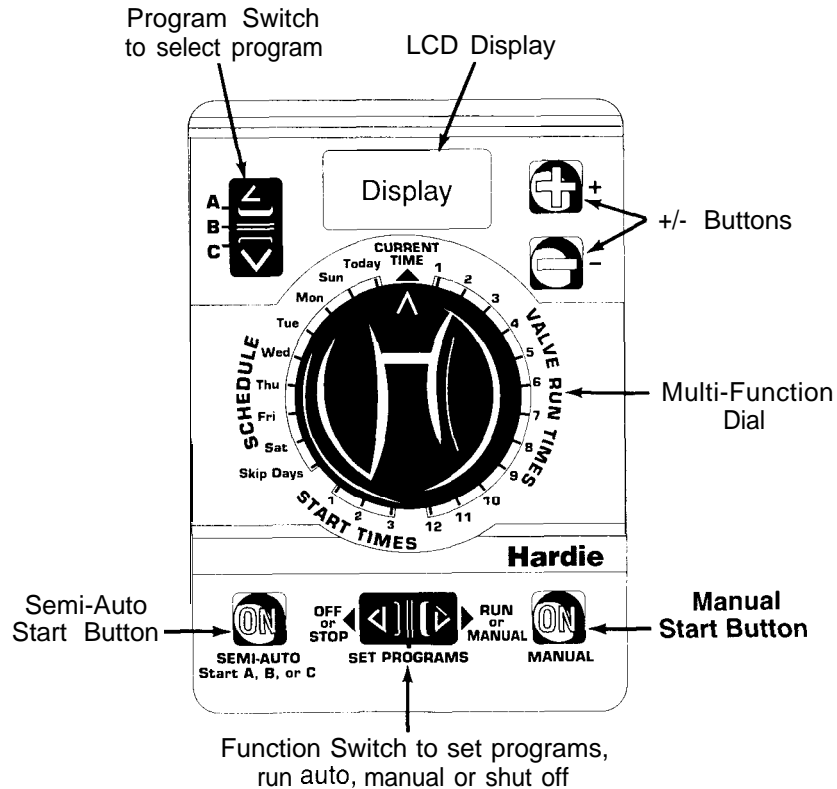 Program Switch
to select program
LCD Display
Display
A
B
C
+
−
+/- Buttons
CURRENT
TIME
Today
Sun
Mon
Tue
Wed
Thu
Fri
Sat
Skip Days
SCHEDULE
1
2
3
4
5
6
7
8
9
10
11
12
VALVE RUN TIMES
Multi-Function
Dial
1
2
3
START TIMES
Hardie
Semi-Auto
Start Button
ON
SEMI-AUTO
Start A, B, or C
OFF
or
STOP
SET PROGRAMS
RUN
or
MANUAL
ON
MANUAL
Manual
Start Button
Function Switch to set programs,
run auto, manual or shut off